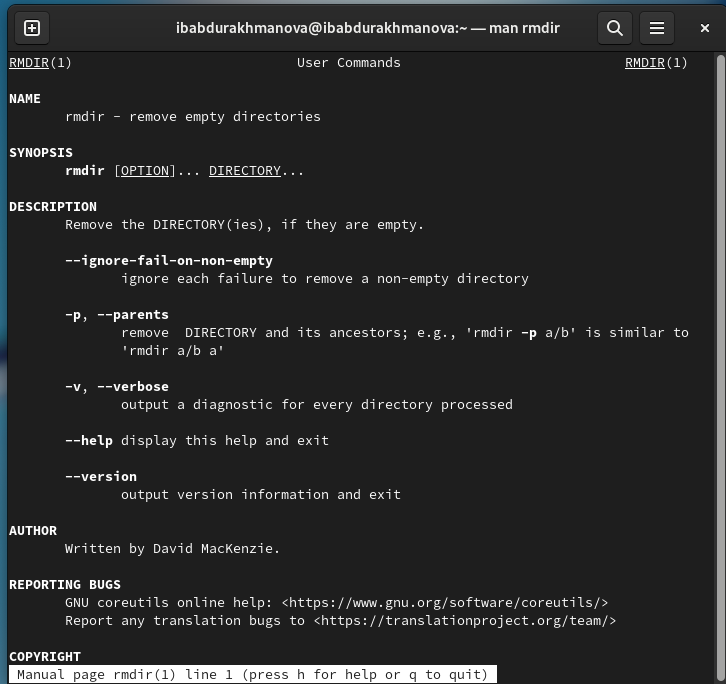 ibabdurakhmanova@ibabdurakhmanova:~ — man rmdir
RMDIR(1) User Commands RMDIR(1)
NAME
rmdir - remove empty directories
SYNOPSIS
rmdir [OPTION]... DIRECTORY...
DESCRIPTION
Remove the DIRECTORY(ies), if they are empty.
--ignore-fail-on-non-empty
ignore each failure to remove a non-empty directory
-p, --parents
remove  DIRECTORY and its ancestors; e.g., 'rmdir -p a/b' is similar to
'rmdir a/b a'
-v, --verbose
output a diagnostic for every directory processed
--help display this help and exit
--version
output version information and exit
AUTHOR
Written by David MacKenzie.
REPORTING BUGS
GNU coreutils online help: <https://www.gnu.org/software/coreutils/>
Report any translation bugs to <https://translationproject.org/team/>
COPYRIGHT
Manual page rmdir(1) line 1 (press h for help or q to quit)